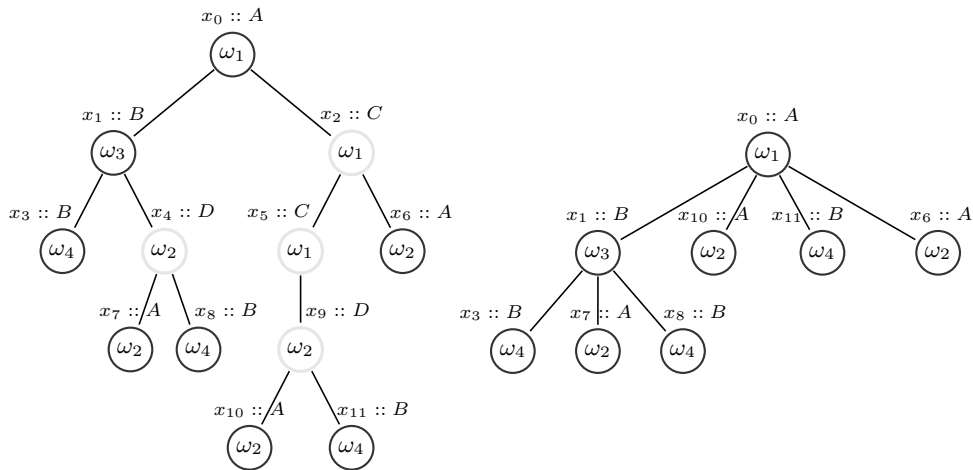 x₀ :: A
ω₁
x₁ :: B
x₂ :: C
ω₃
ω₁
x₃ :: B
x₄ :: D
x₅ :: C
x₆ :: A
ω₄
ω₂
ω₁
ω₂
x₇ :: A
x₈ :: B
x₉ :: D
ω₂
ω₄
ω₂
x₁₀ :: A
x₁₁ :: B
ω₂
ω₄
x₀ :: A
ω₁
x₁ :: B
x₁₀ :: A
x₁₁ :: B
x₆ :: A
ω₃
ω₂
ω₄
ω₂
x₃ :: B
x₇ :: A
x₈ :: B
ω₄
ω₂
ω₄